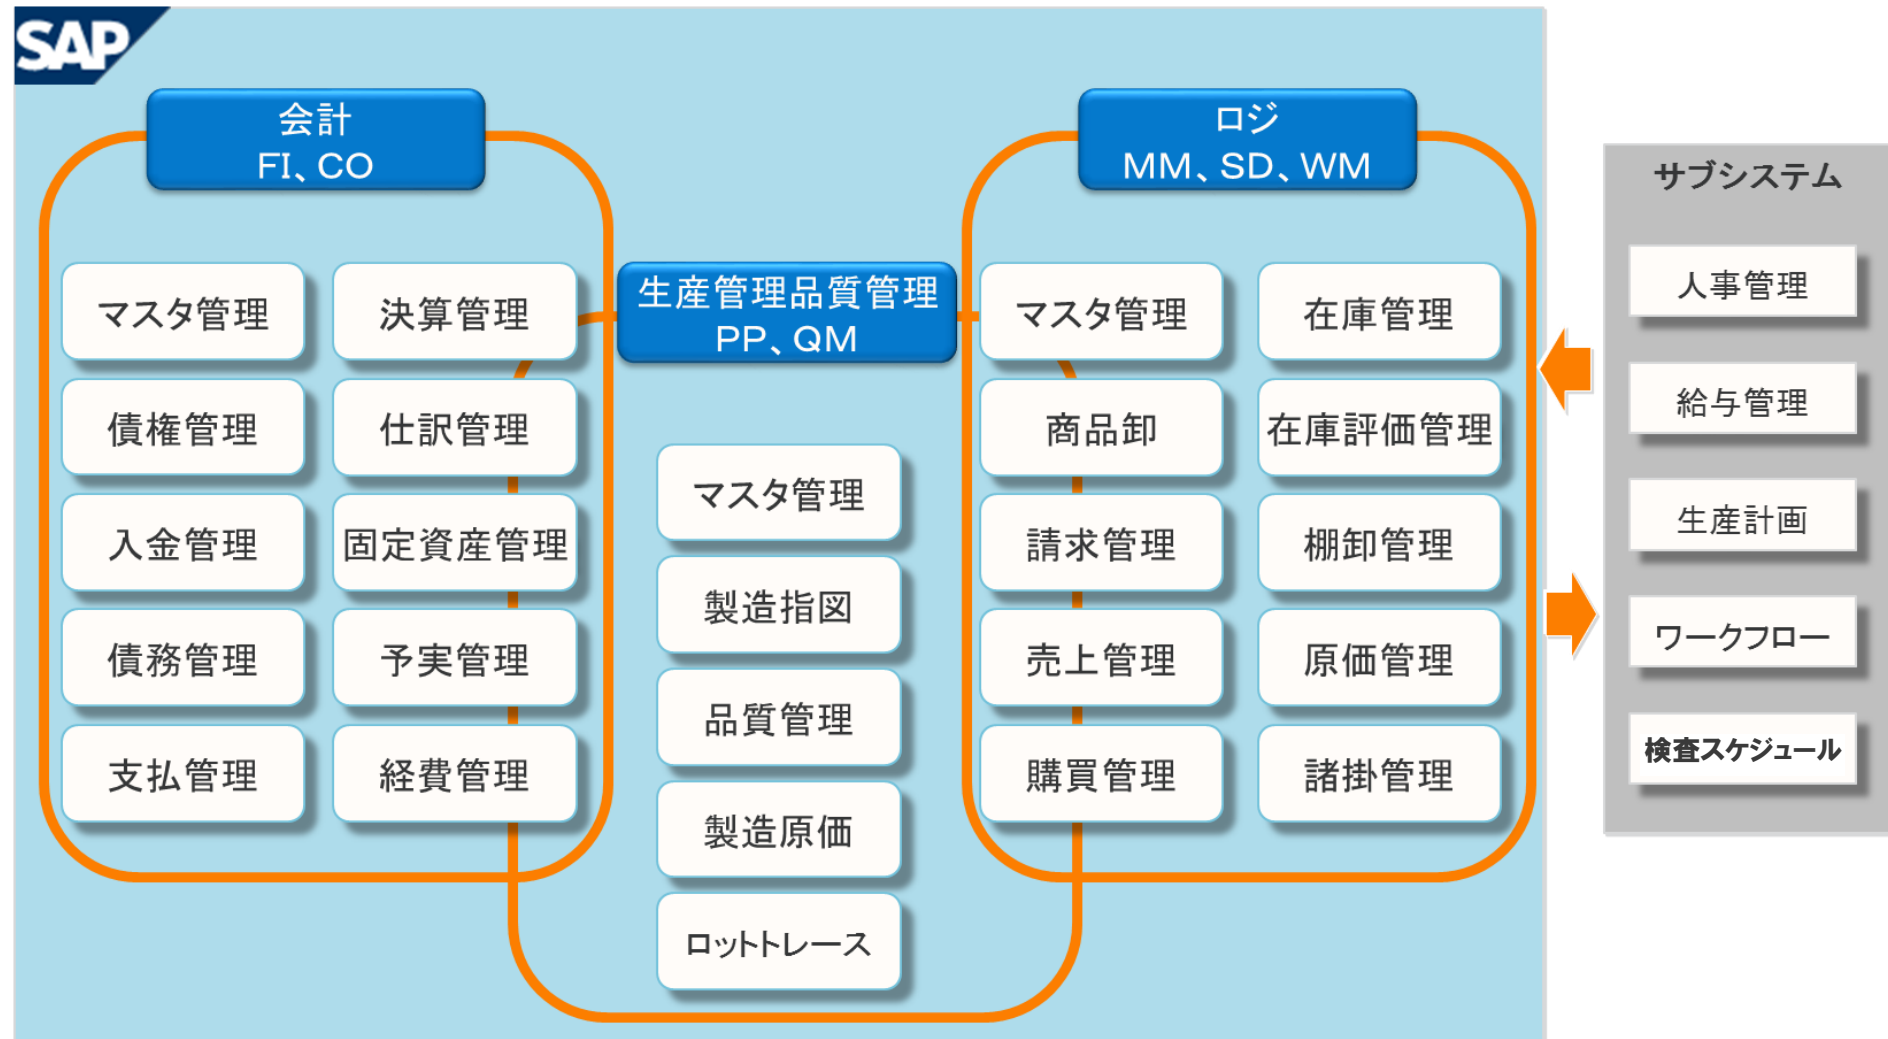 SAP
会計
FI、CO
マスタ管理
決算管理
債権管理
仕訳管理
入金管理
固定資産管理
債務管理
予実管理
支払管理
経費管理
生産管理品質管理
PP、QM
マスタ管理
製造指図
品質管理
製造原価
ロットトレース
ロジ
MM、SD、WM
マスタ管理
在庫管理
商品卸
在庫評価管理
請求管理
棚卸管理
売上管理
原価管理
購買管理
諸掛管理
サブシステム
人事管理
給与管理
生産計画
ワークフロー
検査スケジュール